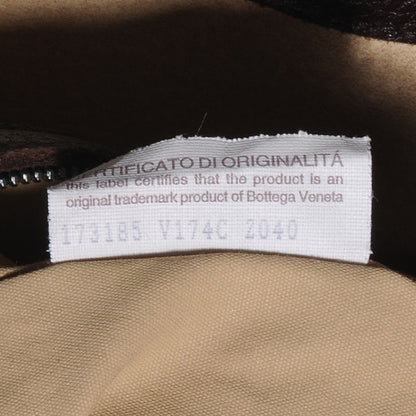 CERTIFICATO DI ORIGINALITÁ
this label certifies that the product is an
original trademark product of Bottega Veneta
173185 V174C 2040